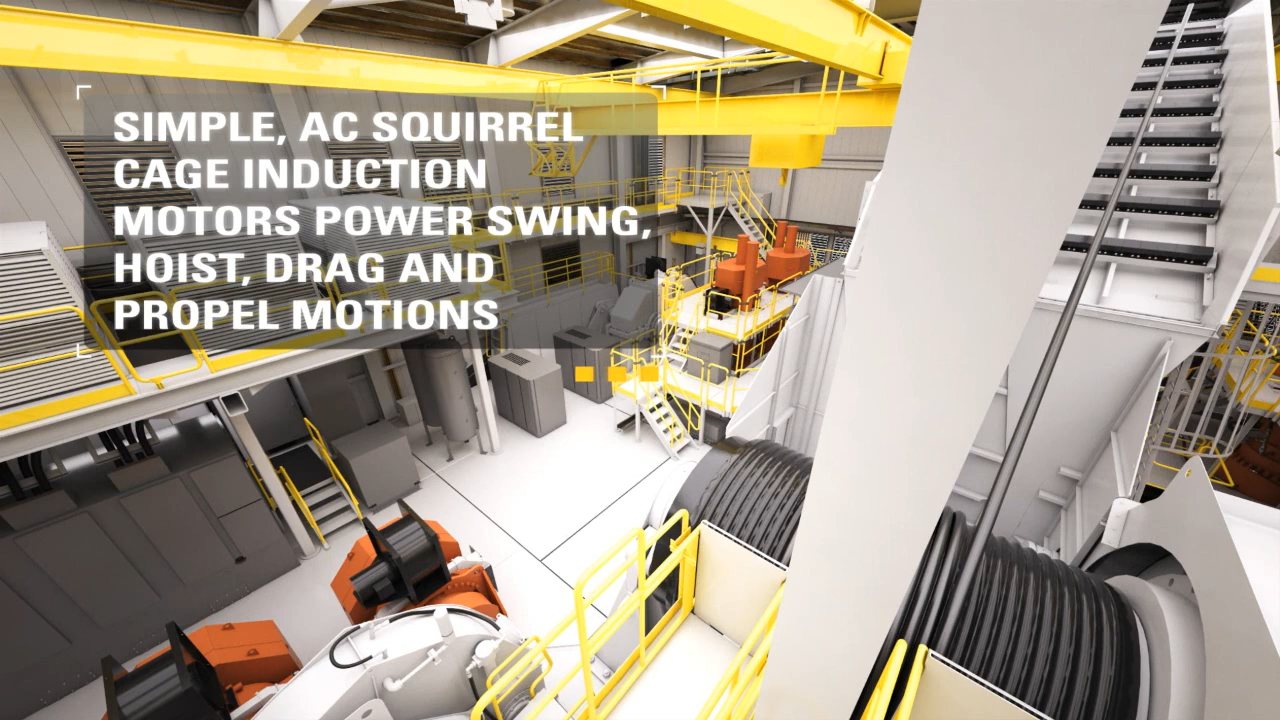 SIMPLE, AC SQUIRREL
CAGE INDUCTION
MOTORS POWER SWING,
HOIST, DRAG AND
PROPEL MOTIONS